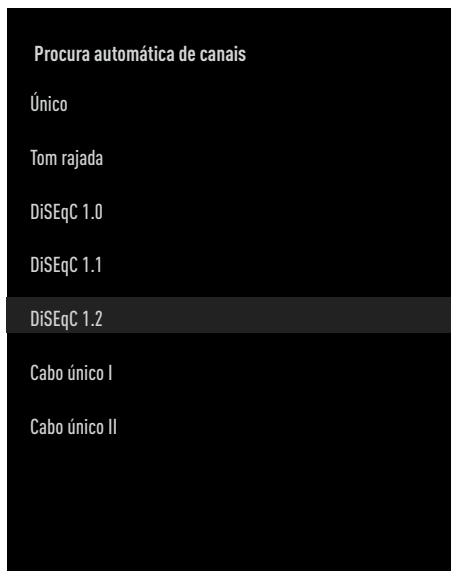 Procura automática de canais
Único
Tom rajada
DiSEqC 1.0
DiSEqC 1.1
DiSEqC 1.2
Cabo único I
Cabo único II